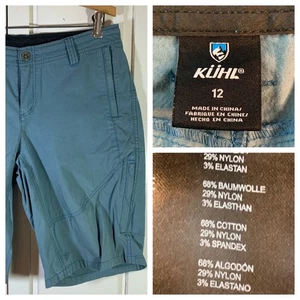 KÜHL®
12
MADE IN CHINA/
FABRIQUÉ EN CHINE/
HECHO EN CHINA
29% NYLON
3% ELASTAN
68% BAUMWOLLE
29% NYLON
3% ELASTHAN
68% COTTON
29% NYLON
3% SPANDEX
68% ALGODÓN
29% NYLON
3% ELASTANO